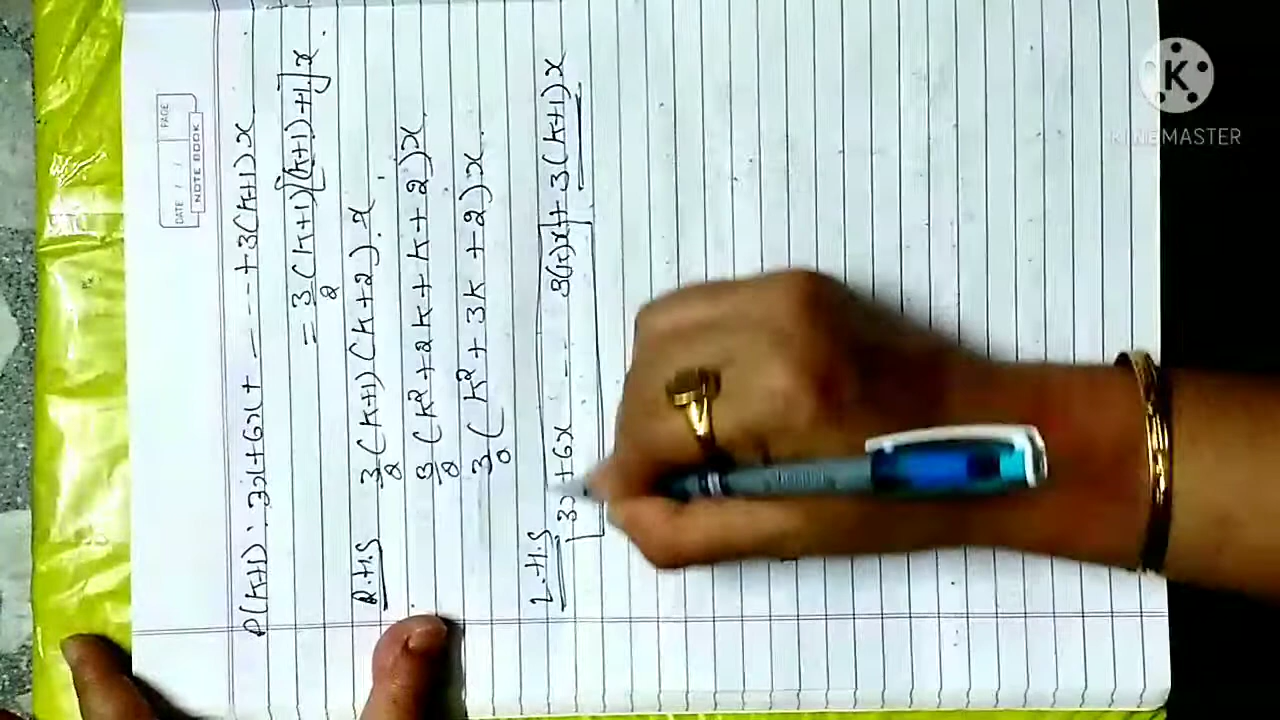 PAGE
DATE / /
NOTE BOOK
P(k+1) : 3x+6x+ - - - +3(k+1)x
= 3/2 (k+1)[(k+1)+1]x.
R.H.S 3/2 (k+1)(k+2).x
3/2 (k²+2k+k+2)x.
3/2 (k²+3k+2)x.
L.H.S
+6x - - - 3(k)x + 3(k+1)x
KINEMASTER